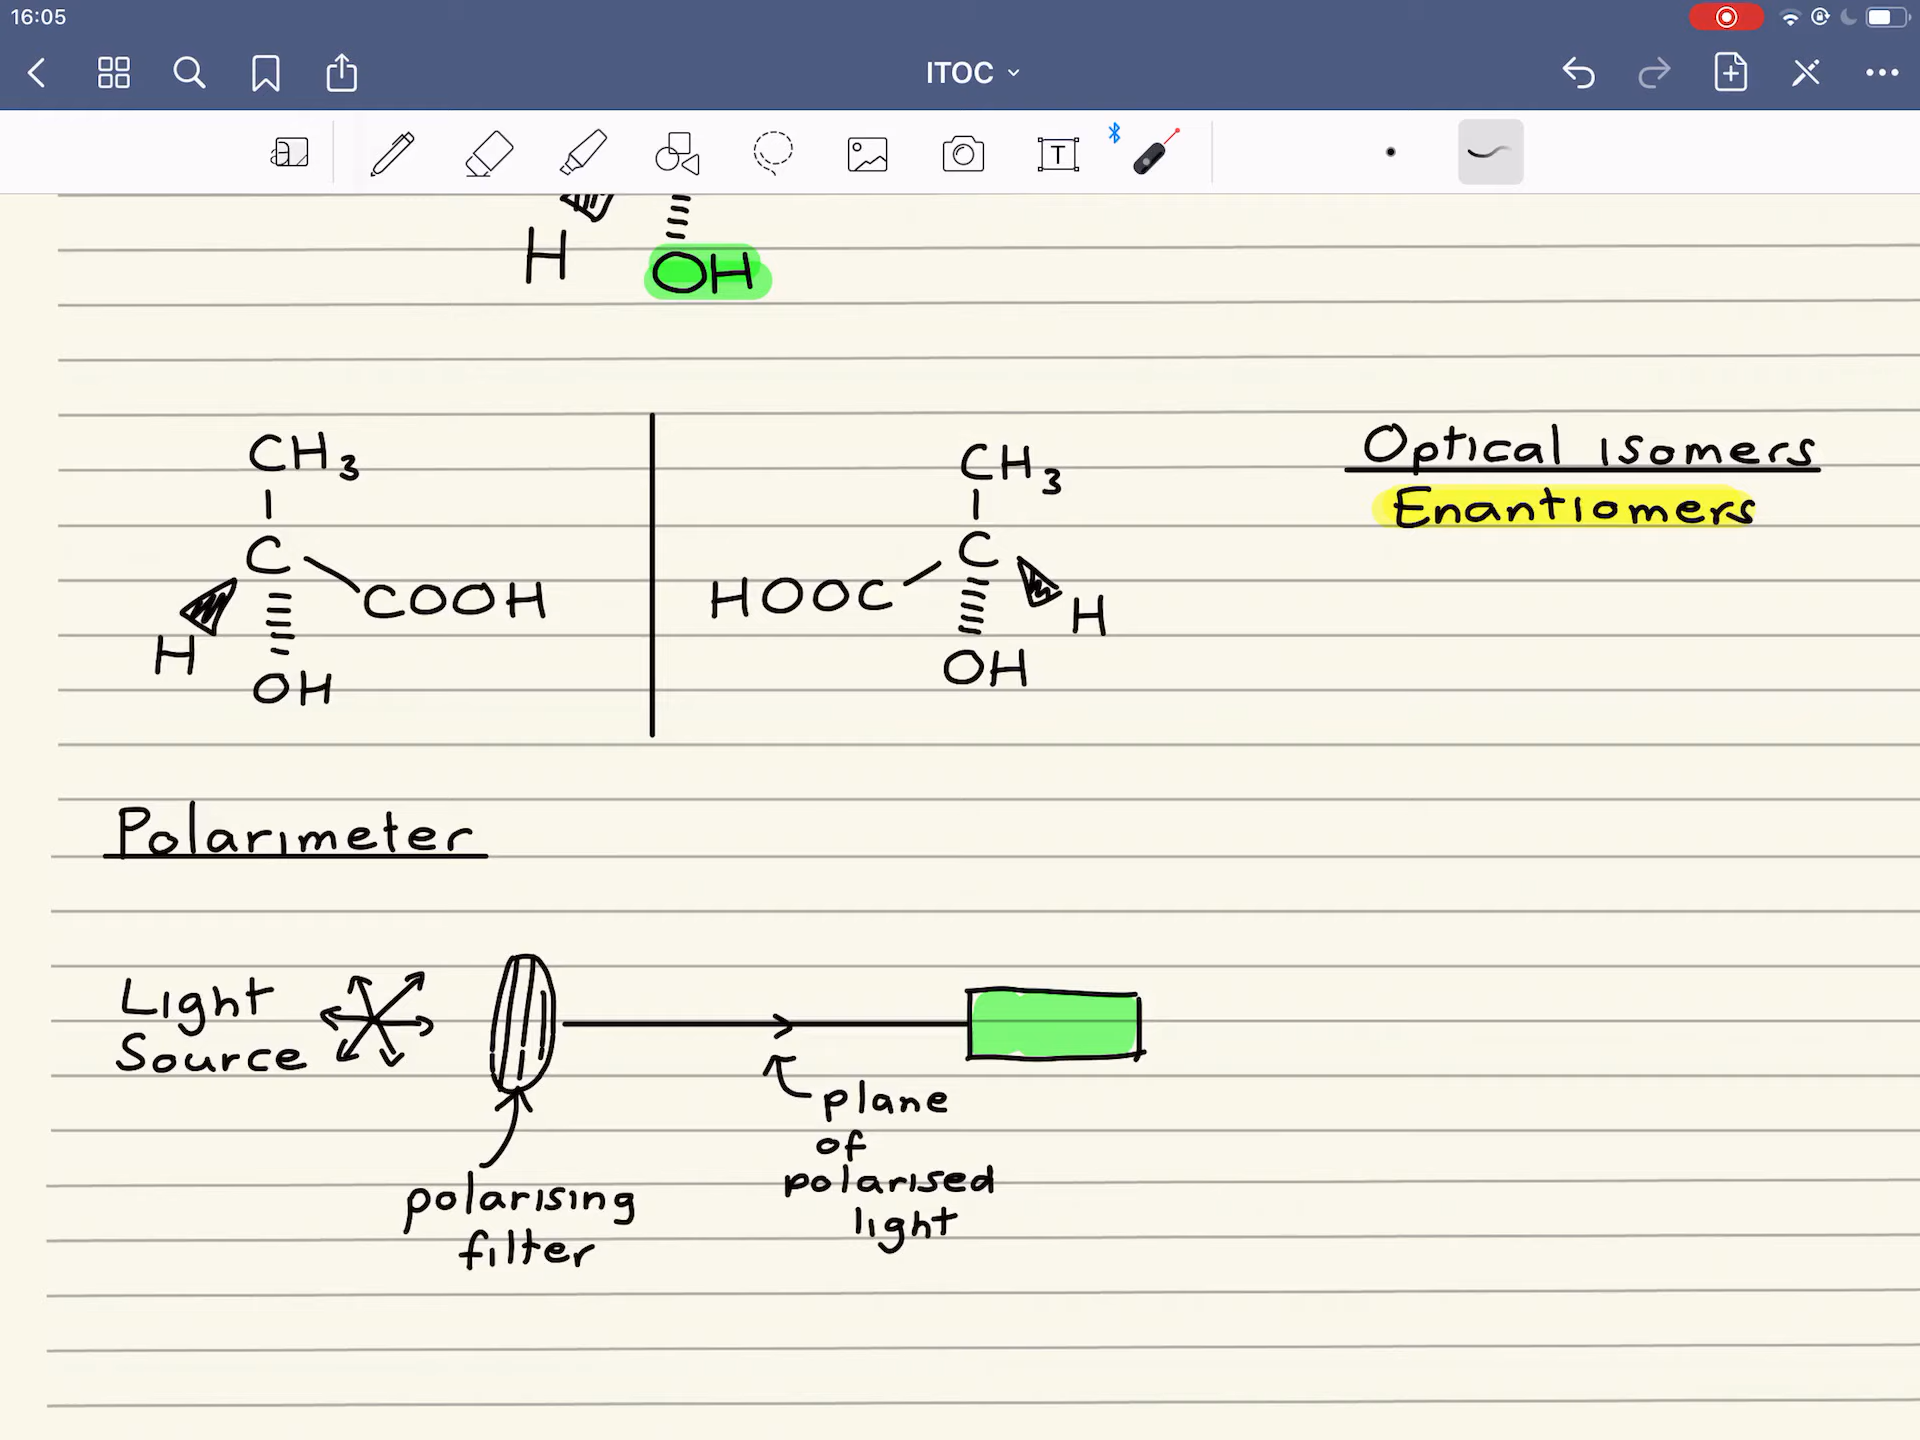 16:05
ITOC
T
H
OH
CH3
C
COOH
H
OH
CH3
C
HOOC
H
OH
Optical isomers
Enantiomers
Polarimeter
Light
Source
polarising
filter
plane
of
polarised
light